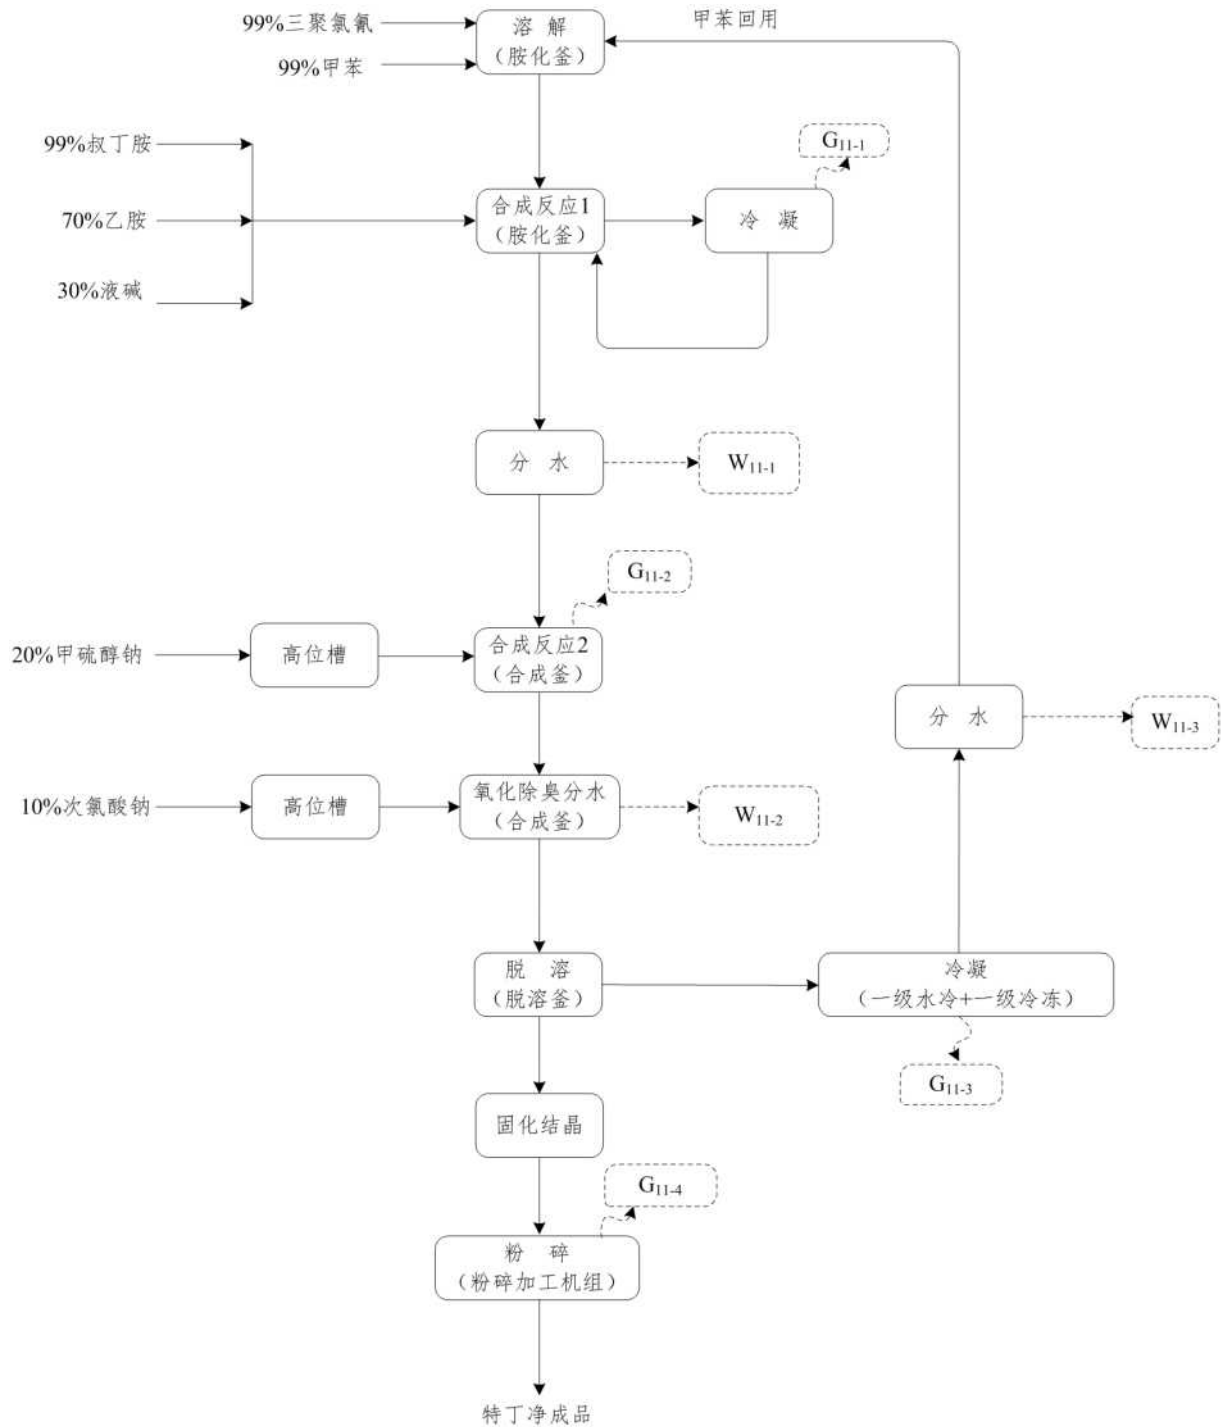 99%三聚氯氰
99%甲苯
溶 解
(胺化釜)
甲苯回用
99%叔丁胺
70%乙胺
30%液碱
合成反应1
(胺化釜)
冷 凝
G11-1
分 水
W11-1
G11-2
20%甲硫醇钠
高位槽
合成反应2
(合成釜)
分 水
W11-3
10%次氯酸钠
高位槽
氧化除臭分水
(合成釜)
W11-2
脱 溶
(脱溶釜)
冷凝
(一级水冷+一级冷冻)
G11-3
固化结晶
G11-4
粉 碎
(粉碎加工机组)
特丁净成品